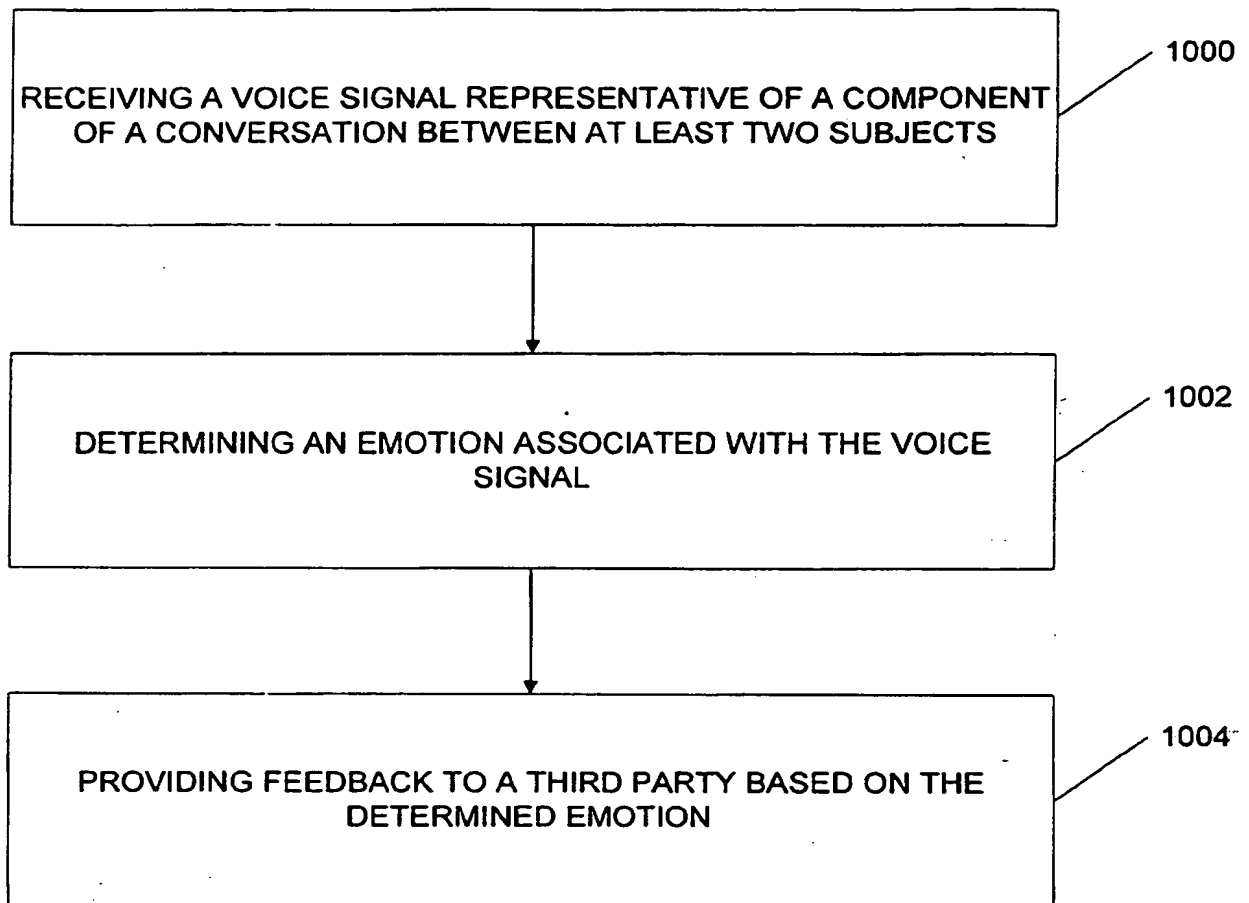 1000
RECEIVING A VOICE SIGNAL REPRESENTATIVE OF A COMPONENT
OF A CONVERSATION BETWEEN AT LEAST TWO SUBJECTS
1002
DETERMINING AN EMOTION ASSOCIATED WITH THE VOICE
SIGNAL
1004
PROVIDING FEEDBACK TO A THIRD PARTY BASED ON THE
DETERMINED EMOTION